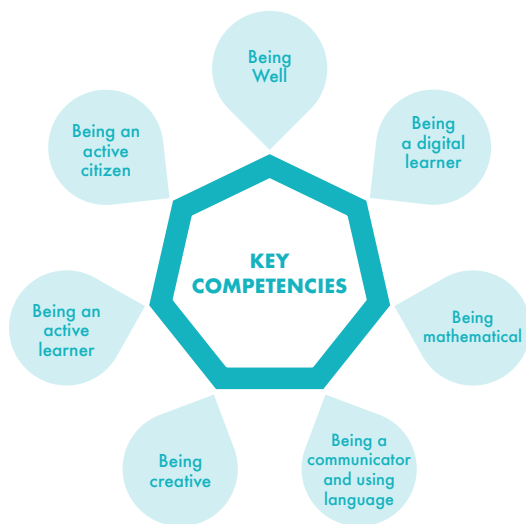 Being
Well
Being
a digital
learner
Being
mathematical
Being a
communicator
and using
language
Being
creative
Being an
active
learner
Being an
active
citizen
KEY
COMPETENCIES